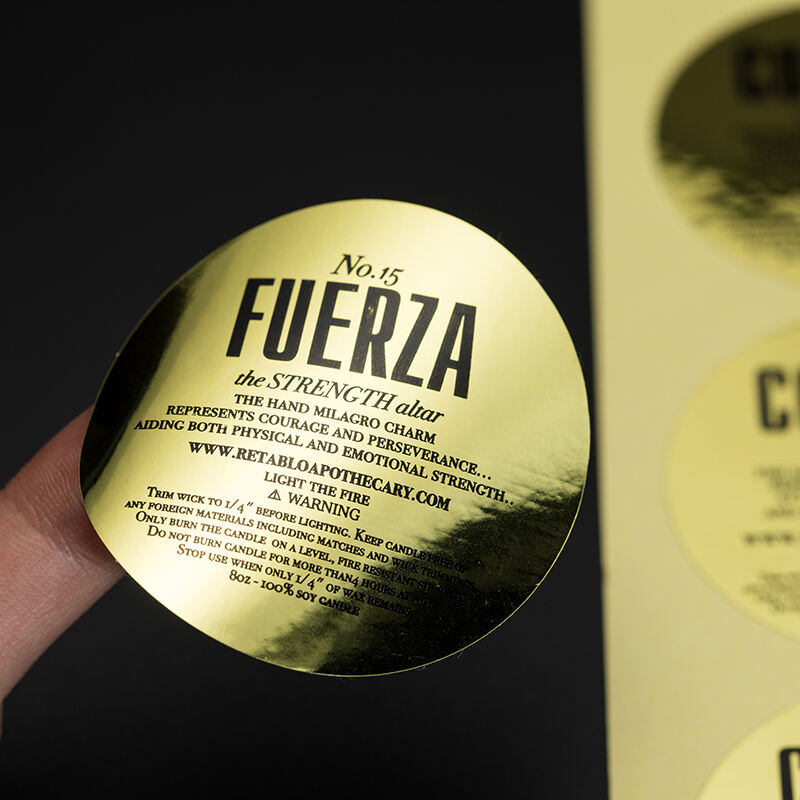 No.15
FUERZA
the STRENGTH altar
THE HAND MILAGRO CHARM
REPRESENTS COURAGE AND PERSEVERANCE...
AIDING BOTH PHYSICAL AND EMOTIONAL STRENGTH..
WWW.RETABLOAPOTHECARY.COM
LIGHT THE FIRE
⚠ WARNING
TRIM WICK TO 1/4" BEFORE LIGHTING. KEEP CANDLE FREE OF
ANY FOREIGN MATERIALS INCLUDING MATCHES AND WICK TRIMMINGS.
ONLY BURN THE CANDLE ON A LEVEL, FIRE RESISTANT
DO NOT BURN CANDLE FOR MORE THAN4 HOURS AT
STOP USE WHEN ONLY 1/4" OF WAX REMAINS
8OZ - 100% SOY CANDLE
CO